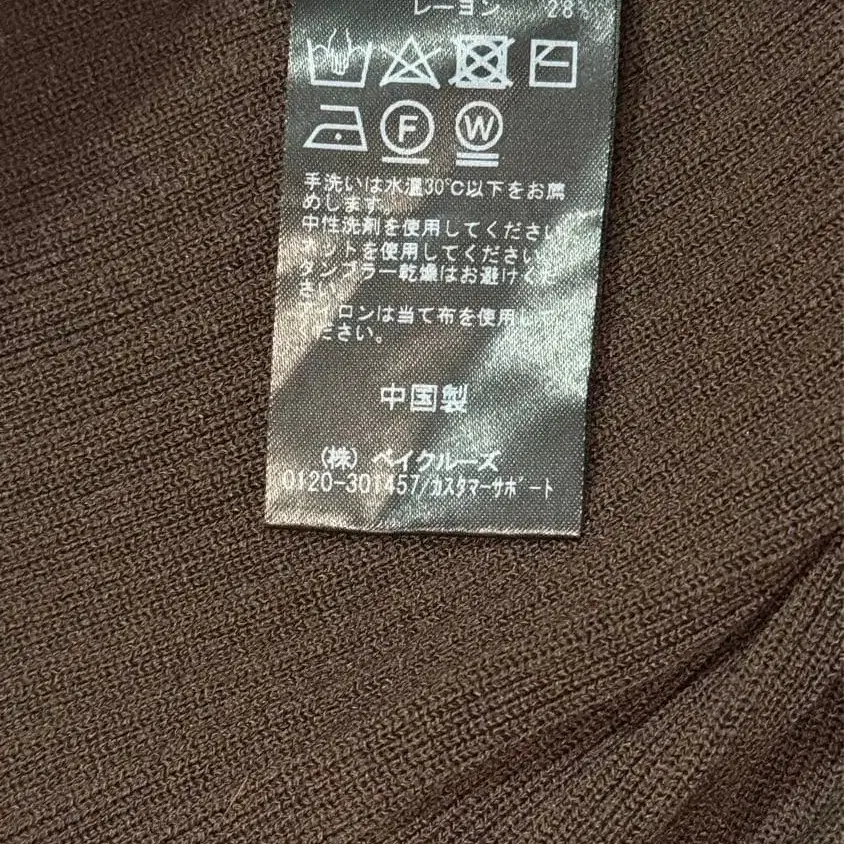 レーヨン 28%
F W
手洗いは水温30℃以下をお薦
めします。
中性洗剤を使用してください
ネットを使用してください。
タンブラー乾燥はお避けくだ
さい。
アイロンは当て布を使用して
ください。
中国製
(株)ベイクルーズ
0120-301457/カスタマーサポート